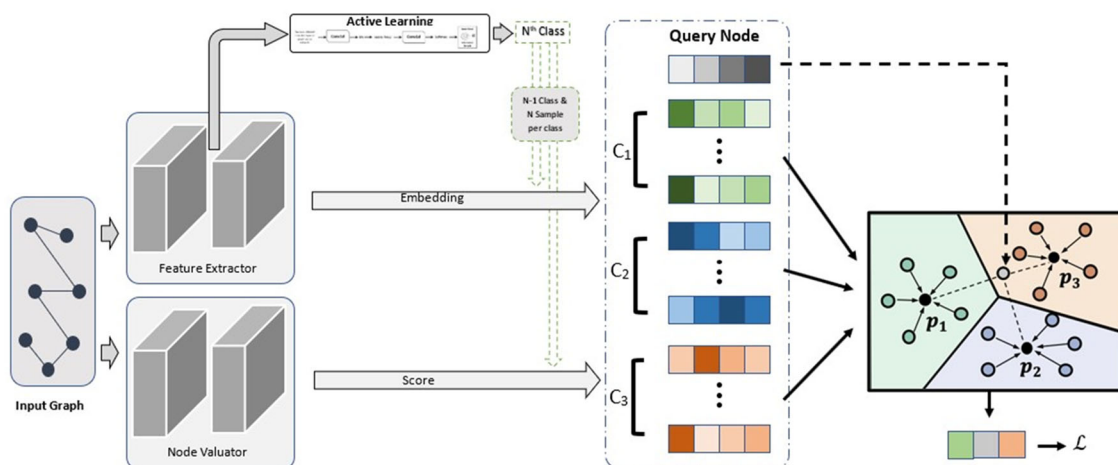 Active Learning
Nth Class
Query Node
N-1 Class &
N Sample
per class
C1
Embedding
Feature Extractor
C2
p1
p3
p2
Score
C3
Input Graph
Node Valuator
ℒ